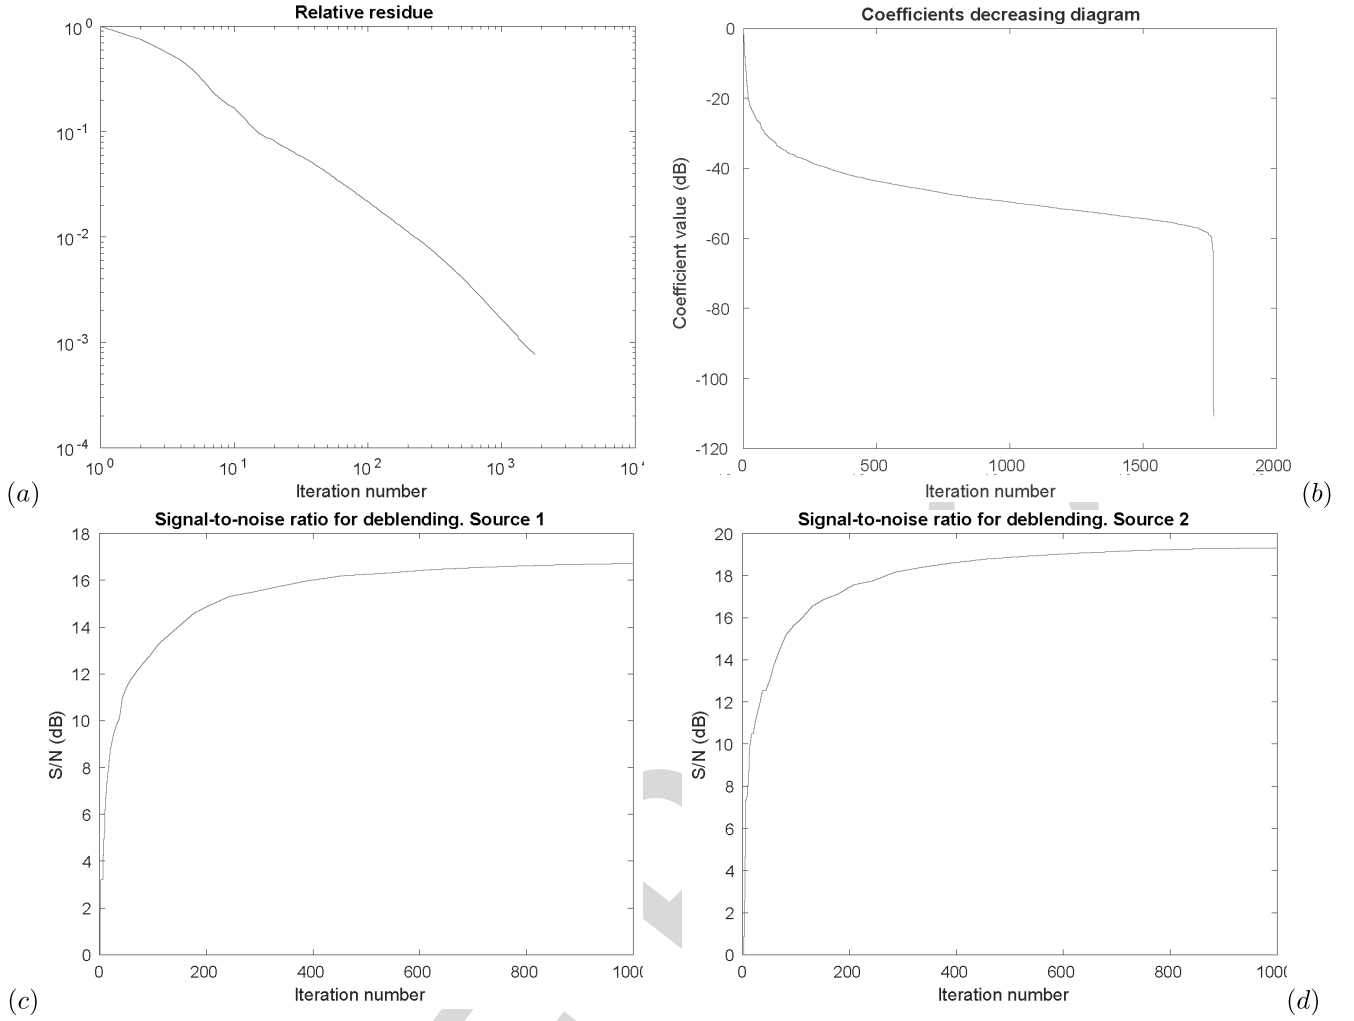 Relative residue
10^0
10^-1
10^-2
10^-3
10^-4
10^0 10^1 10^2 10^3
Iteration number
(a)
Coefficients decreasing diagram
Coefficient value (dB)
0
-20
-40
-60
-80
-100
-120
0 500 1000 1500 2000
Iteration number
(b)
Signal-to-noise ratio for deblending. Source 1
S/N (dB)
18
16
14
12
10
8
6
4
2
0
0 200 400 600 800 1000
Iteration number
(c)
Signal-to-noise ratio for deblending. Source 2
S/N (dB)
20
18
16
14
12
10
8
6
4
2
0
0 200 400 600 800 1000
Iteration number
(d)